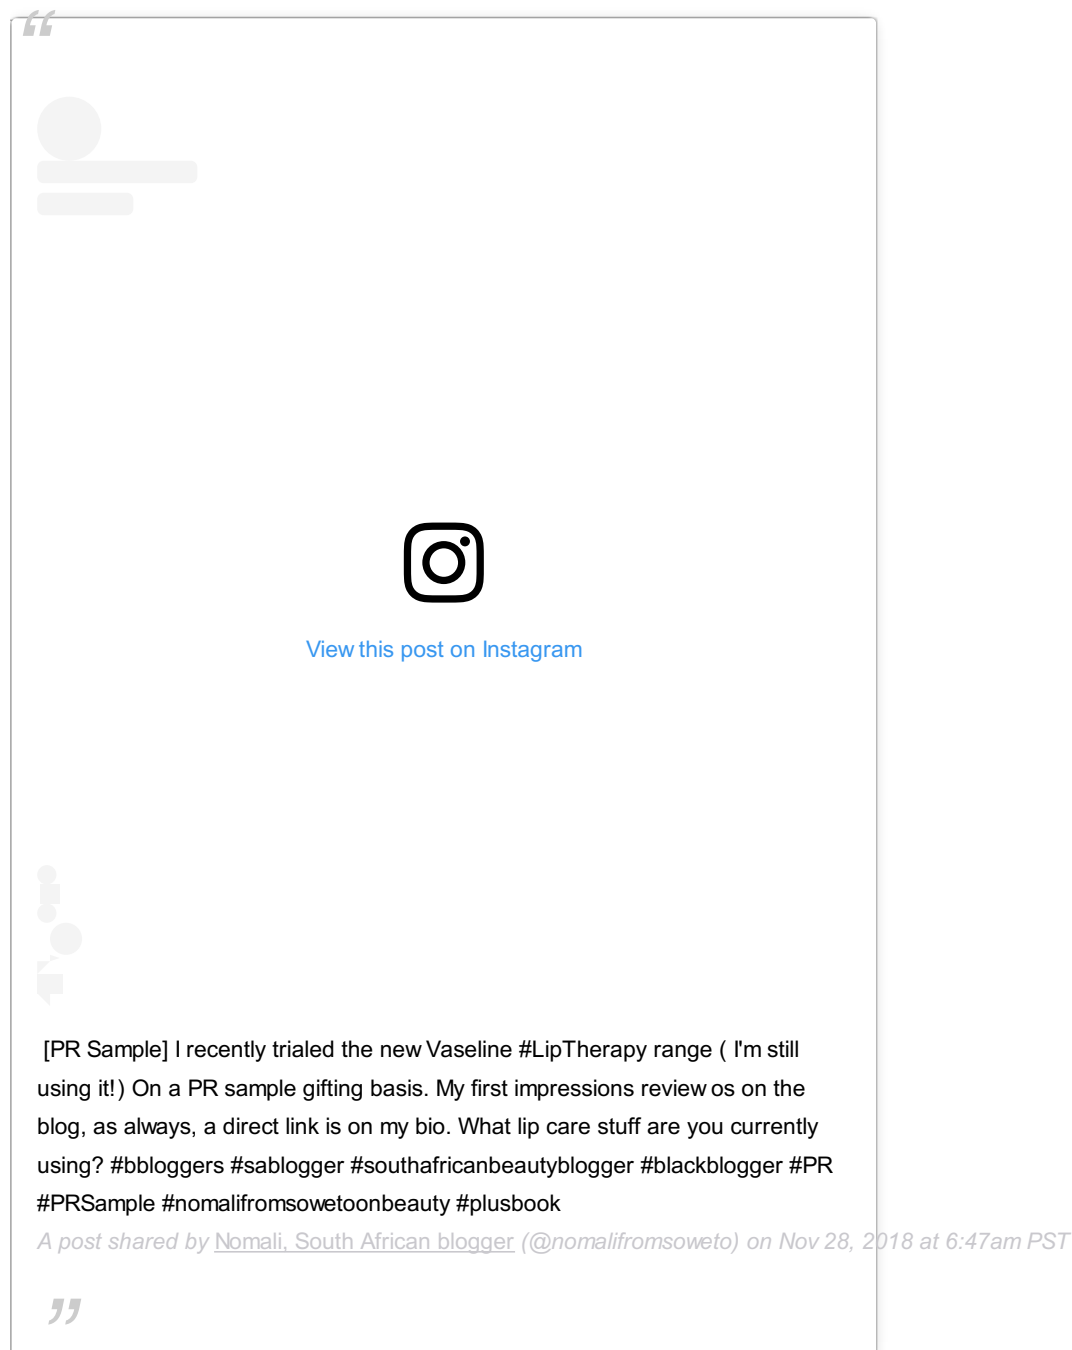 “
View this post on Instagram
[PR Sample] I recently trialed the new Vaseline #LipTherapy range ( I'm still
using it!) On a PR sample gifting basis. My first impressions review os on the
blog, as always, a direct link is on my bio. What lip care stuff are you currently
using? #bbloggers #sablogger #southafricanbeautyblogger #blackblogger #PR
#PRSample #nomalifromsowetoonbeauty #plusbook
A post shared by Nomali, South African blogger (@nomalifromsoweto) on Nov 28, 2018 at 6:47am PST
”